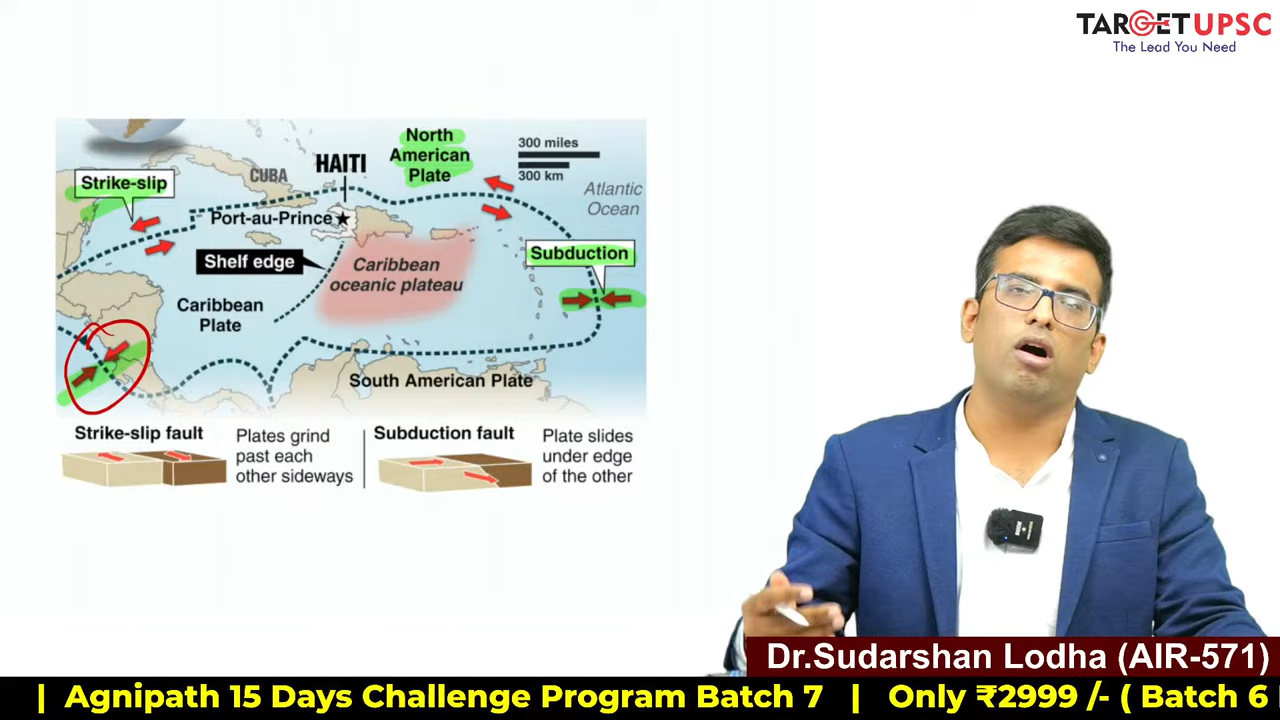 TARGETUPSC
The Lead You Need
North
American
Plate
300 miles
300 km
HAITI
CUBA
Strike-slip
Atlantic
Ocean
Port-au-Prince
Subduction
Shelf edge
Caribbean
oceanic plateau
Caribbean
Plate
South American Plate
Strike-slip fault
Plates grind
past each
other sideways
Subduction fault
Plate slides
under edge
of the other
Dr.Sudarshan Lodha (AIR-571)
| Agnipath 15 Days Challenge Program Batch 7 | Only ₹2999 /- ( Batch 6